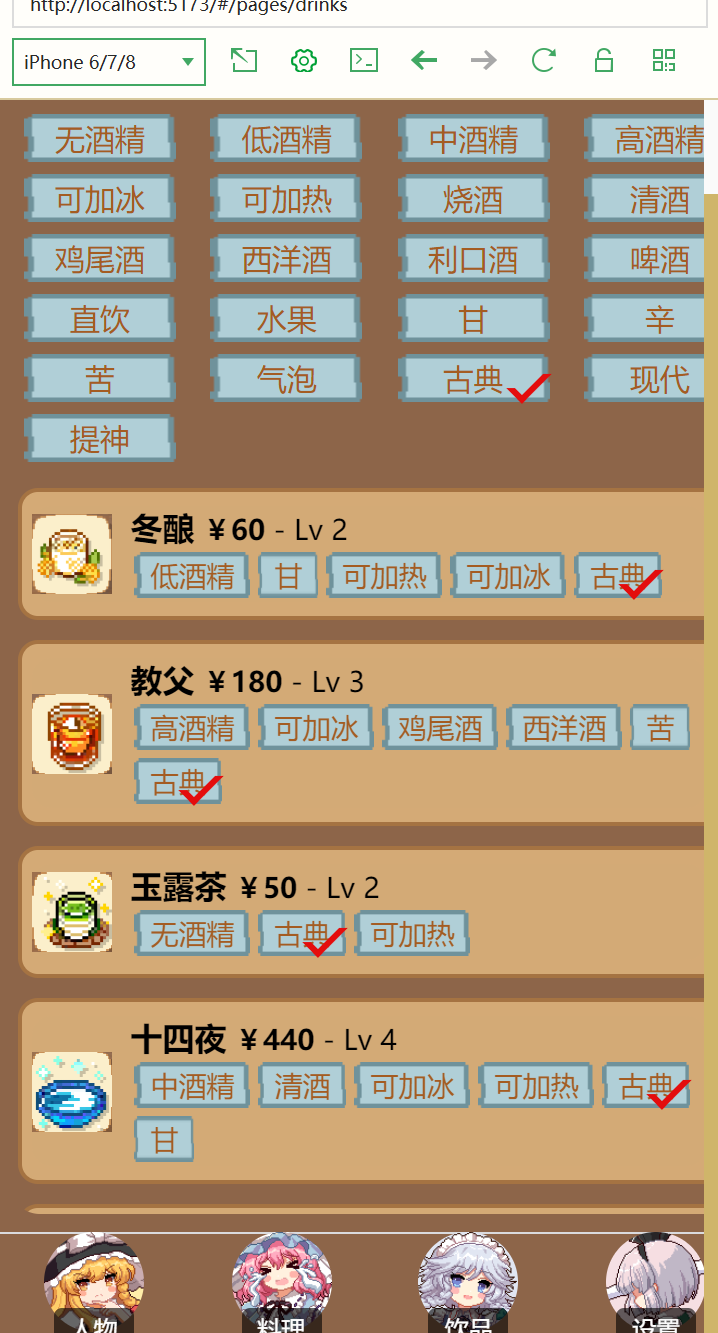 http://localhost:5173/#/pages/drinks
iPhone 6/7/8
无酒精 低酒精 中酒精 高酒精
可加冰 可加热 烧酒 清酒
鸡尾酒 西洋酒 利口酒 啤酒
直饮 水果 甘 辛
苦 气泡 古典 现代
提神
冬酿 ¥60 - Lv 2
低酒精 甘 可加热 可加冰 古典
教父 ¥180 - Lv 3
高酒精 可加冰 鸡尾酒 西洋酒 苦
古典
玉露茶 ¥50 - Lv 2
无酒精 古典 可加热
十四夜 ¥440 - Lv 4
中酒精 清酒 可加冰 可加热 古典
甘
人物 料理 饮品 设置